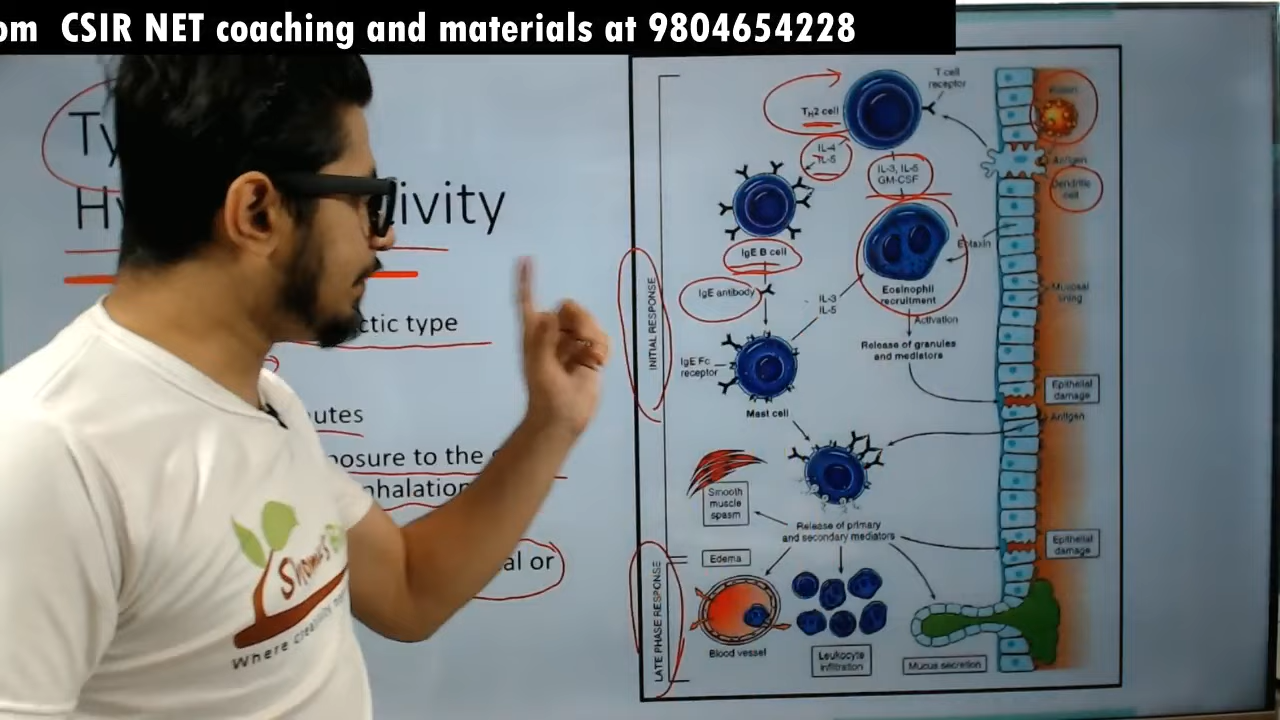 om CSIR NET coaching and materials at 9804654228
Ty
Hy ivity
ctic type
utes
posure to the
nhalation
al or
Shomu's
Where creativity
INITIAL RESPONSE
LATE PHASE RESPONSE
TH2 cell
T cell
receptor
Pollen
IL-4
IL-5
IL-3, IL-5
GM-CSF
Antigen
Dendritic
cell
IgE B cell
Eotaxin
IgE antibody
Eosinophil
recruitment
Mucosal
lining
IL-3
IL-5
Activation
Release of granules
and mediators
IgE Fc
receptor
Mast cell
Epithelial
damage
Antigen
Smooth
muscle
spasm
Release of primary
and secondary mediators
Epithelial
damage
Edema
Blood vessel
Leukocyte
infiltration
Mucus secretion